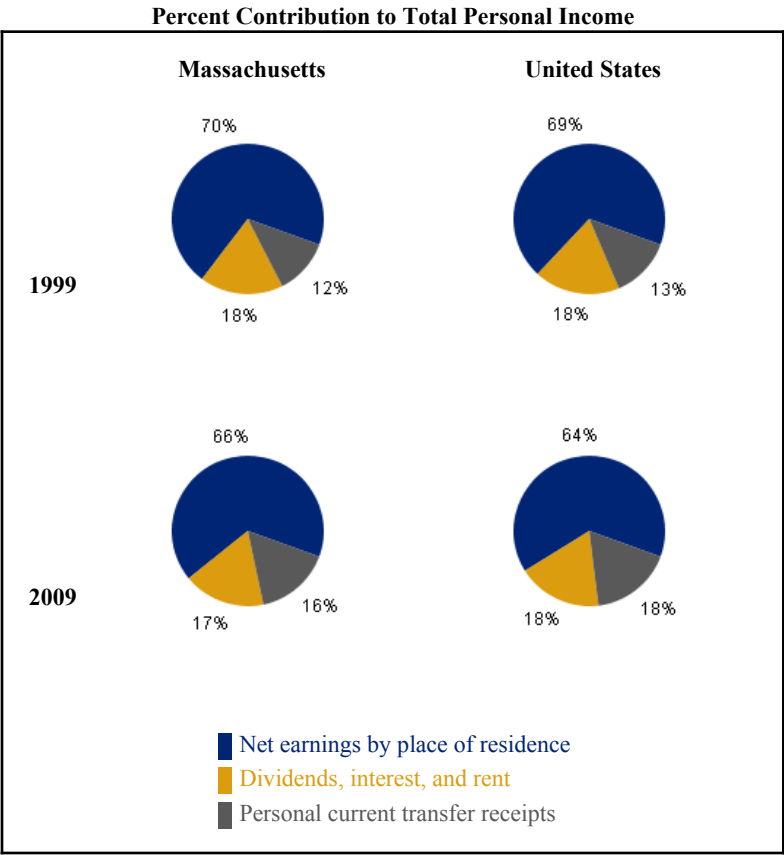 Percent Contribution to Total Personal Income
Massachusetts United States
70% 69%
1999
12% 13%
18% 18%
66% 64%
2009
16% 18%
17% 18%
Net earnings by place of residence
Dividends, interest, and rent
Personal current transfer receipts